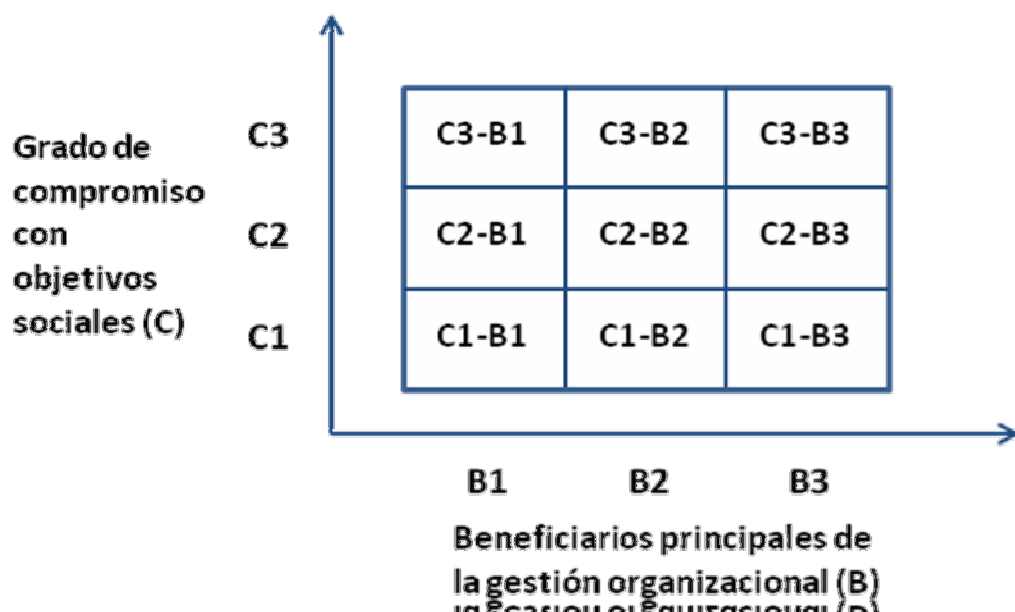 Grado de
compromiso
con
objetivos
sociales (C)
C3
C3-B1
C3-B2
C3-B3
C2
C2-B1
C2-B2
C2-B3
C1
C1-B1
C1-B2
C1-B3
B1
B2
B3
Beneficiarios principales de
la gestión organizacional (B)